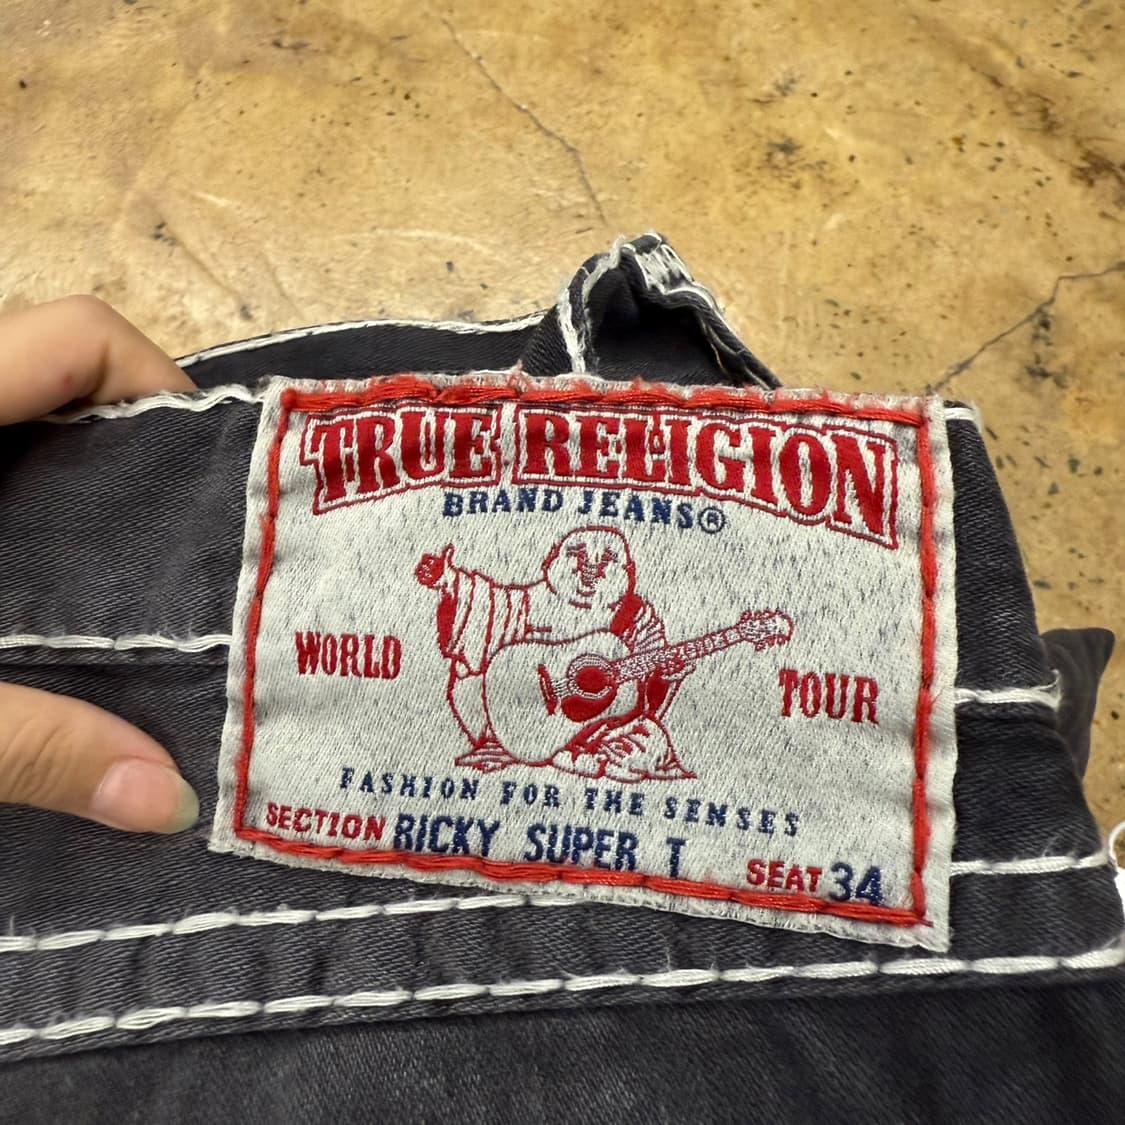 TRUE RELIGION
BRAND JEANS®
WORLD TOUR
FASHION FOR THE SENSES
SECTION RICKY SUPER T SEAT 34